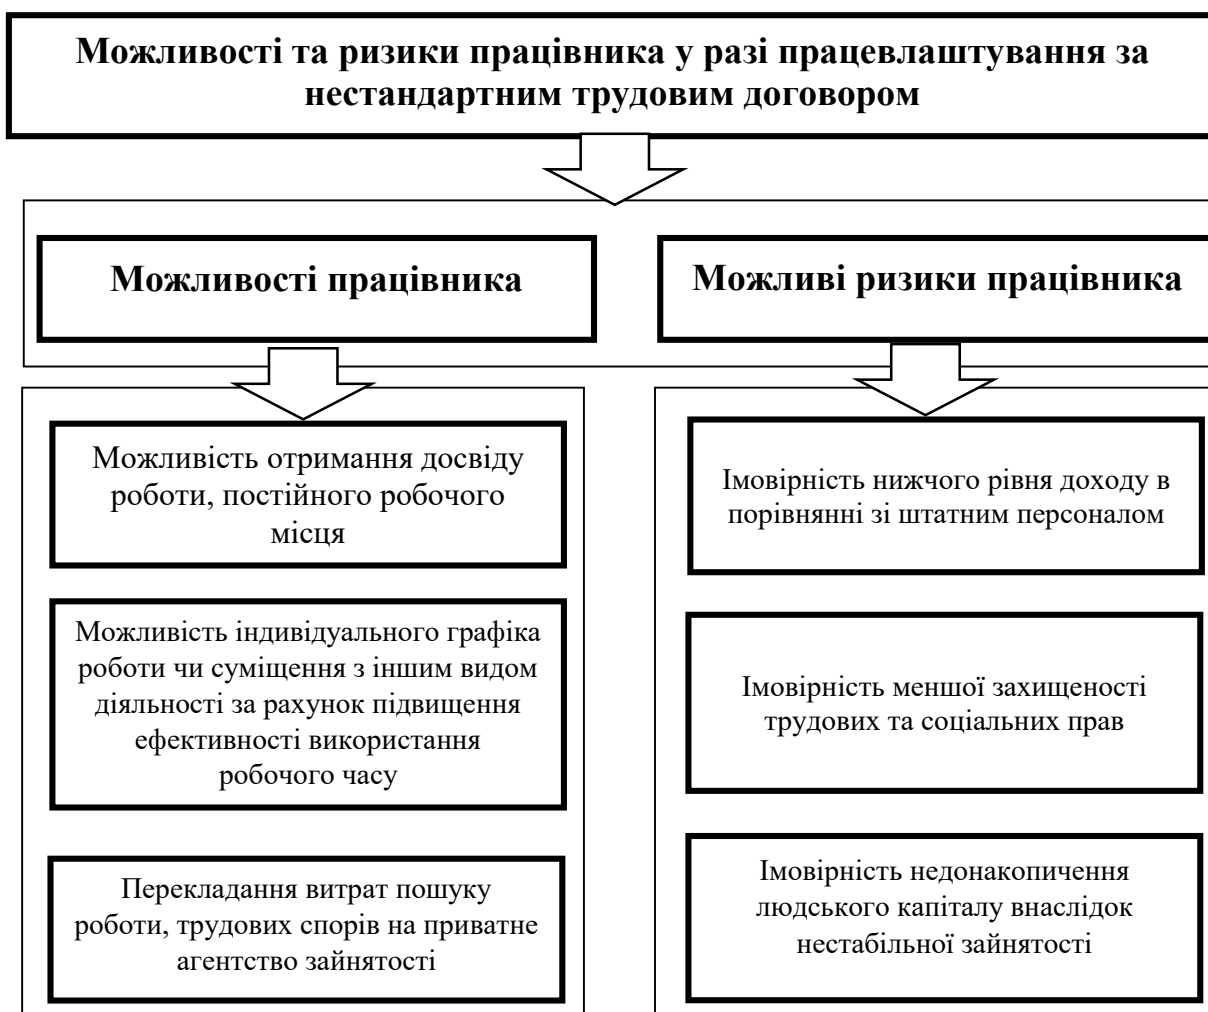 Можливості та ризики працівника у разі працевлаштування за
нестандартним трудовим договором
Можливості працівника
Можливі ризики працівника
Можливість отримання досвіду
роботи, постійного робочого
місця
Можливість індивідуального графіка
роботи чи суміщення з іншим видом
діяльності за рахунок підвищення
ефективності використання
робочого часу
Перекладання витрат пошуку
роботи, трудових спорів на приватне
агентство зайнятості
Імовірність нижчого рівня доходу в
порівнянні зі штатним персоналом
Імовірність меншої захищеності
трудових та соціальних прав
Імовірність недонакопичення
людського капіталу внаслідок
нестабільної зайнятості